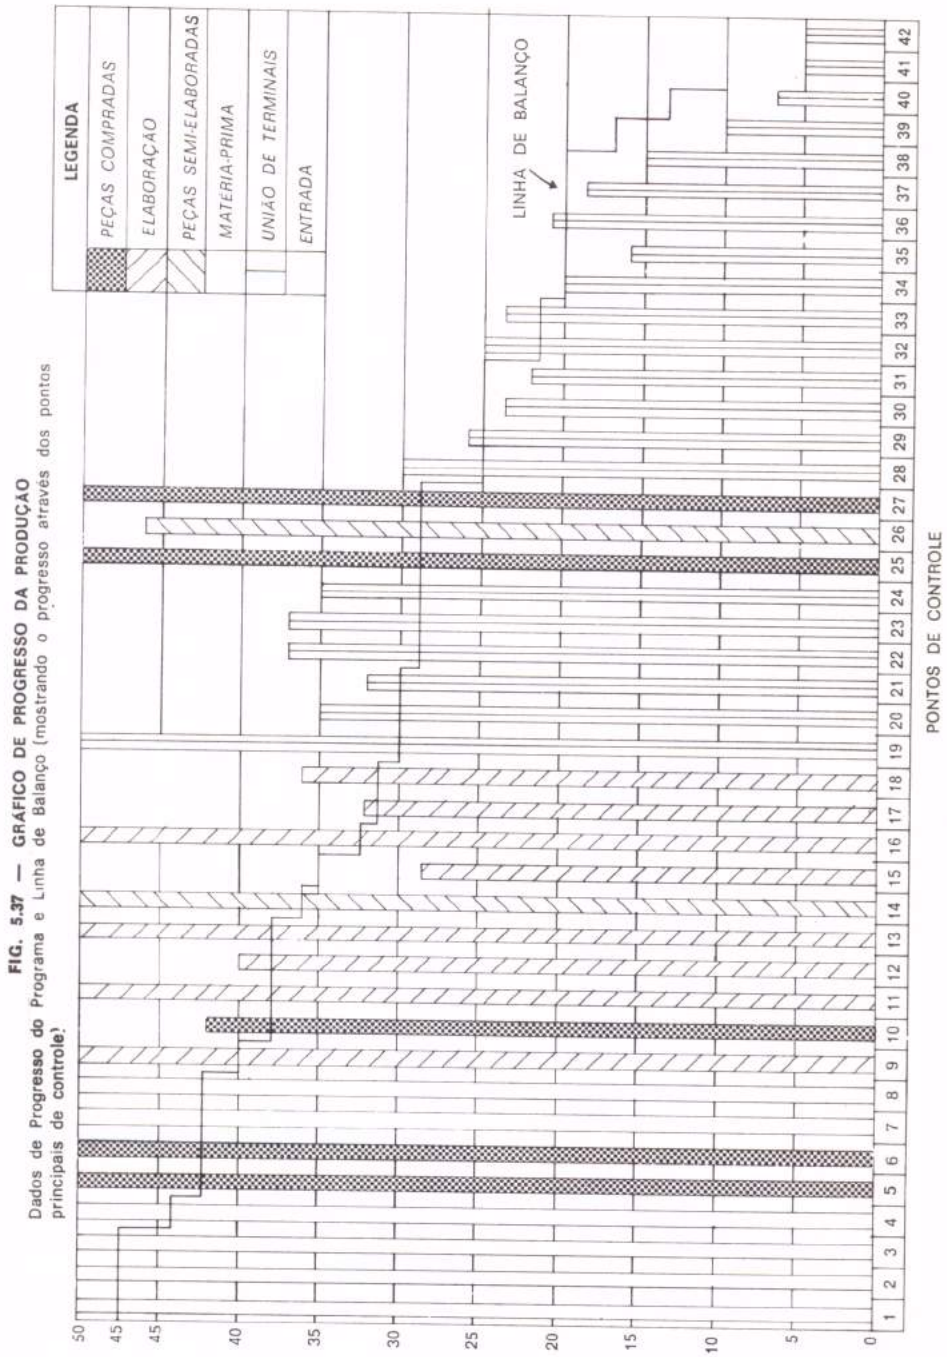 FIG. 5.37 — GRÁFICO DE PROGRESSO DA PRODUÇÃO
Dados de Progresso do Programa e Linha de Balanço (mostrando o progresso através dos pontos
principais de controle)
LEGENDA
PEÇAS COMPRADAS
ELABORAÇÃO
PEÇAS SEMI-ELABORADAS
MATÉRIA-PRIMA
UNIÃO DE TERMINAIS
ENTRADA
LINHA DE BALANÇO
50
45
45
40
35
30
25
20
15
10
5
0
1 2 3 4 5 6 7 8 9 10 11 12 13 14 15 16 17 18 19 20 21 22 23 24 25 26 27 28 29 30 31 32 33 34 35 36 37 38 39 40 41 42
PONTOS DE CONTROLE